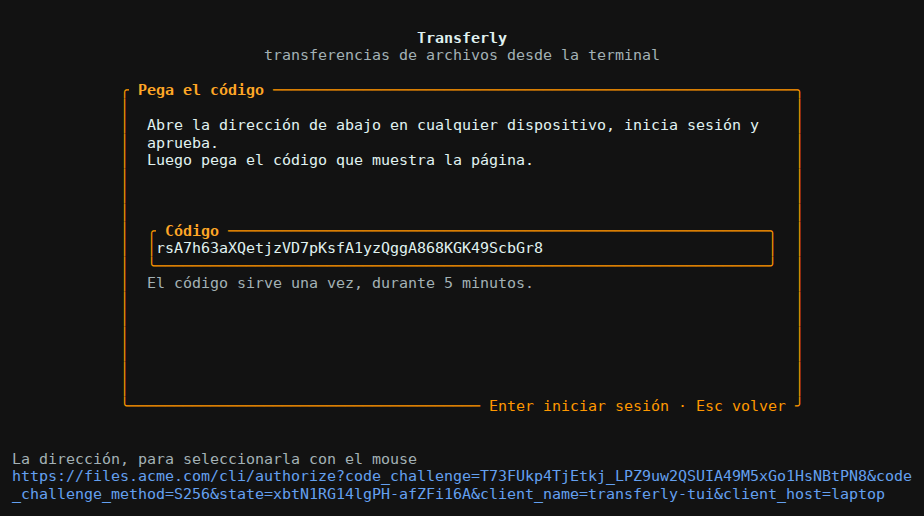 Transferly
transferencias de archivos desde la terminal
Pega el código
Abre la dirección de abajo en cualquier dispositivo, inicia sesión y
aprueba.
Luego pega el código que muestra la página.
Código
rsA7h63aXQetjzVD7pKsfA1yzQggA868KGK49ScbGr8
El código sirve una vez, durante 5 minutos.
Enter iniciar sesión · Esc volver
La dirección, para seleccionarla con el mouse
https://files.acme.com/cli/authorize?code_challenge=T73FUkp4TjEtkj_LPZ9uw2QSUIA49M5xGo1HsNBtPN8&code
_challenge_method=S256&state=xbtN1RG14lgPH-afZFi16A&client_name=transferly-tui&client_host=laptop